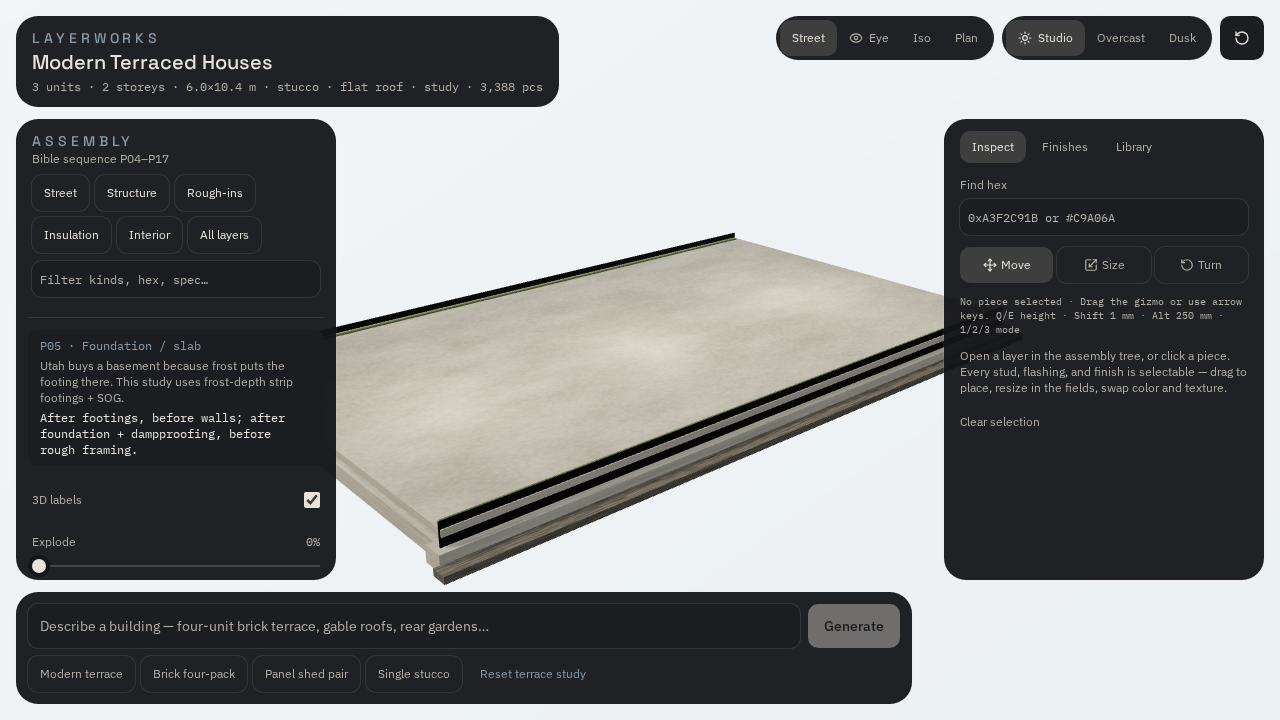 LAYERWORKS
Modern Terraced Houses
3 units · 2 storeys · 6.0×10.4 m · stucco · flat roof · study · 3,388 pcs
Street Eye Iso Plan
Studio Overcast Dusk
ASSEMBLY
Bible sequence P04–P17
Street Structure Rough-ins
Insulation Interior All layers
Filter kinds, hex, spec…
P05 · Foundation / slab
Utah buys a basement because frost puts the
footing there. This study uses frost-depth strip
footings + SOG.
After footings, before walls; after
foundation + dampproofing, before
rough framing.
3D labels
Explode 0%
Inspect Finishes Library
Find hex
0xA3F2C91B or #C9A06A
Move Size Turn
No piece selected · Drag the gizmo or use arrow
keys. Q/E height · Shift 1 mm · Alt 250 mm ·
1/2/3 mode
Open a layer in the assembly tree, or click a piece.
Every stud, flashing, and finish is selectable — drag to
place, resize in the fields, swap color and texture.
Clear selection
Describe a building — four-unit brick terrace, gable roofs, rear gardens…
Generate
Modern terrace Brick four-pack Panel shed pair Single stucco Reset terrace study